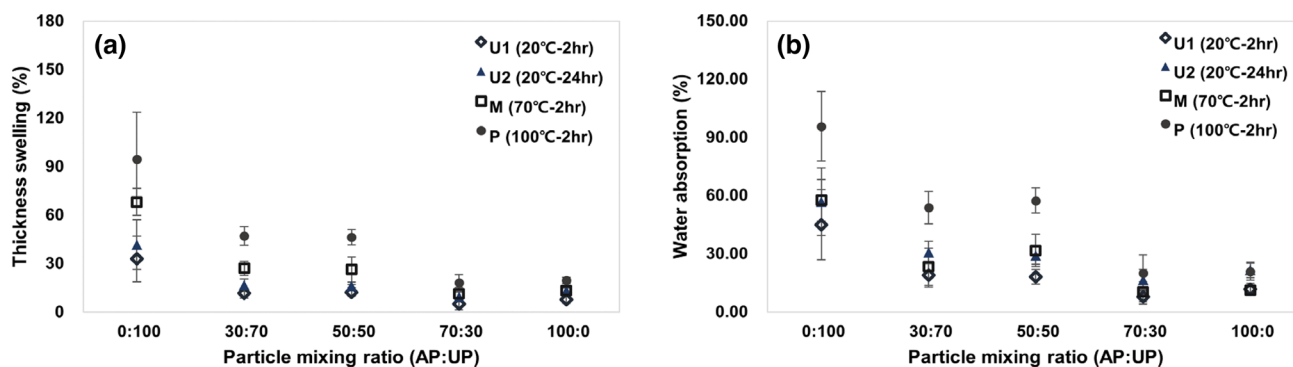 (a)
Thickness swelling (%)
180
150
120
90
60
30
0
U1 (20℃-2hr)
U2 (20℃-24hr)
M (70℃-2hr)
P (100℃-2hr)
0:100 30:70 50:50 70:30 100:0
Particle mixing ratio (AP:UP)
(b)
Water absorption (%)
150.00
120.00
90.00
60.00
30.00
0.00
U1 (20℃-2hr)
U2 (20℃-24hr)
M (70℃-2hr)
P (100℃-2hr)
0:100 30:70 50:50 70:30 100:0
Particle mixing ratio (AP:UP)